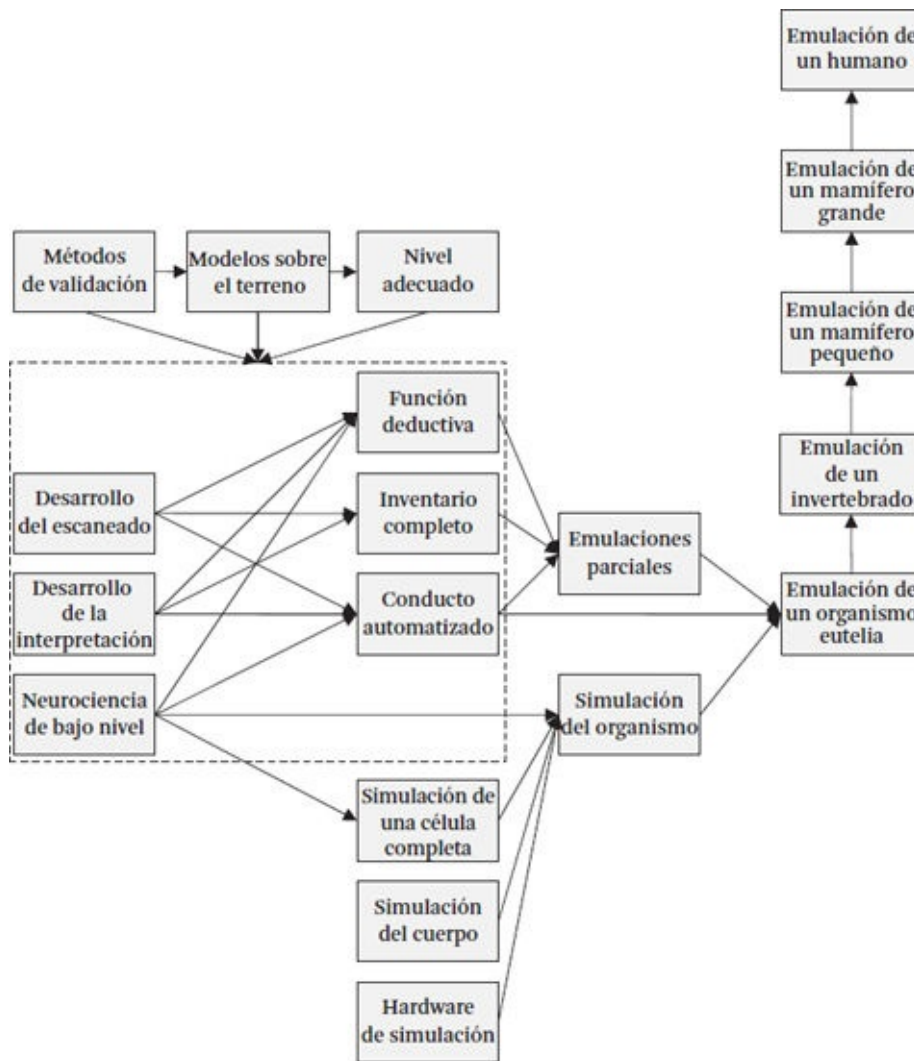 Emulación de
un humano
Emulación de
un mamífero
grande
Métodos
de validación
Modelos sobre
el terreno
Nivel
adecuado
Emulación de
un mamífero
pequeño
Función
deductiva
Emulación
de un
invertebrado
Desarrollo
del escaneado
Inventario
completo
Emulaciones
parciales
Desarrollo
de la
interpretación
Conducto
automatizado
Emulación de
un organismo
eutelia
Neurociencia
de bajo nivel
Simulación
del organismo
Simulación de
una célula
completa
Simulación
del cuerpo
Hardware
de simulación